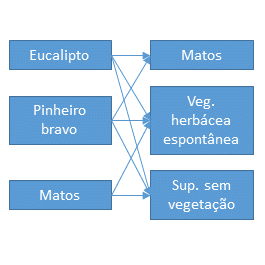 Eucalipto
Matos
Pinheiro
bravo
Veg.
herbácea
espontânea
Matos
Sup. sem
vegetação